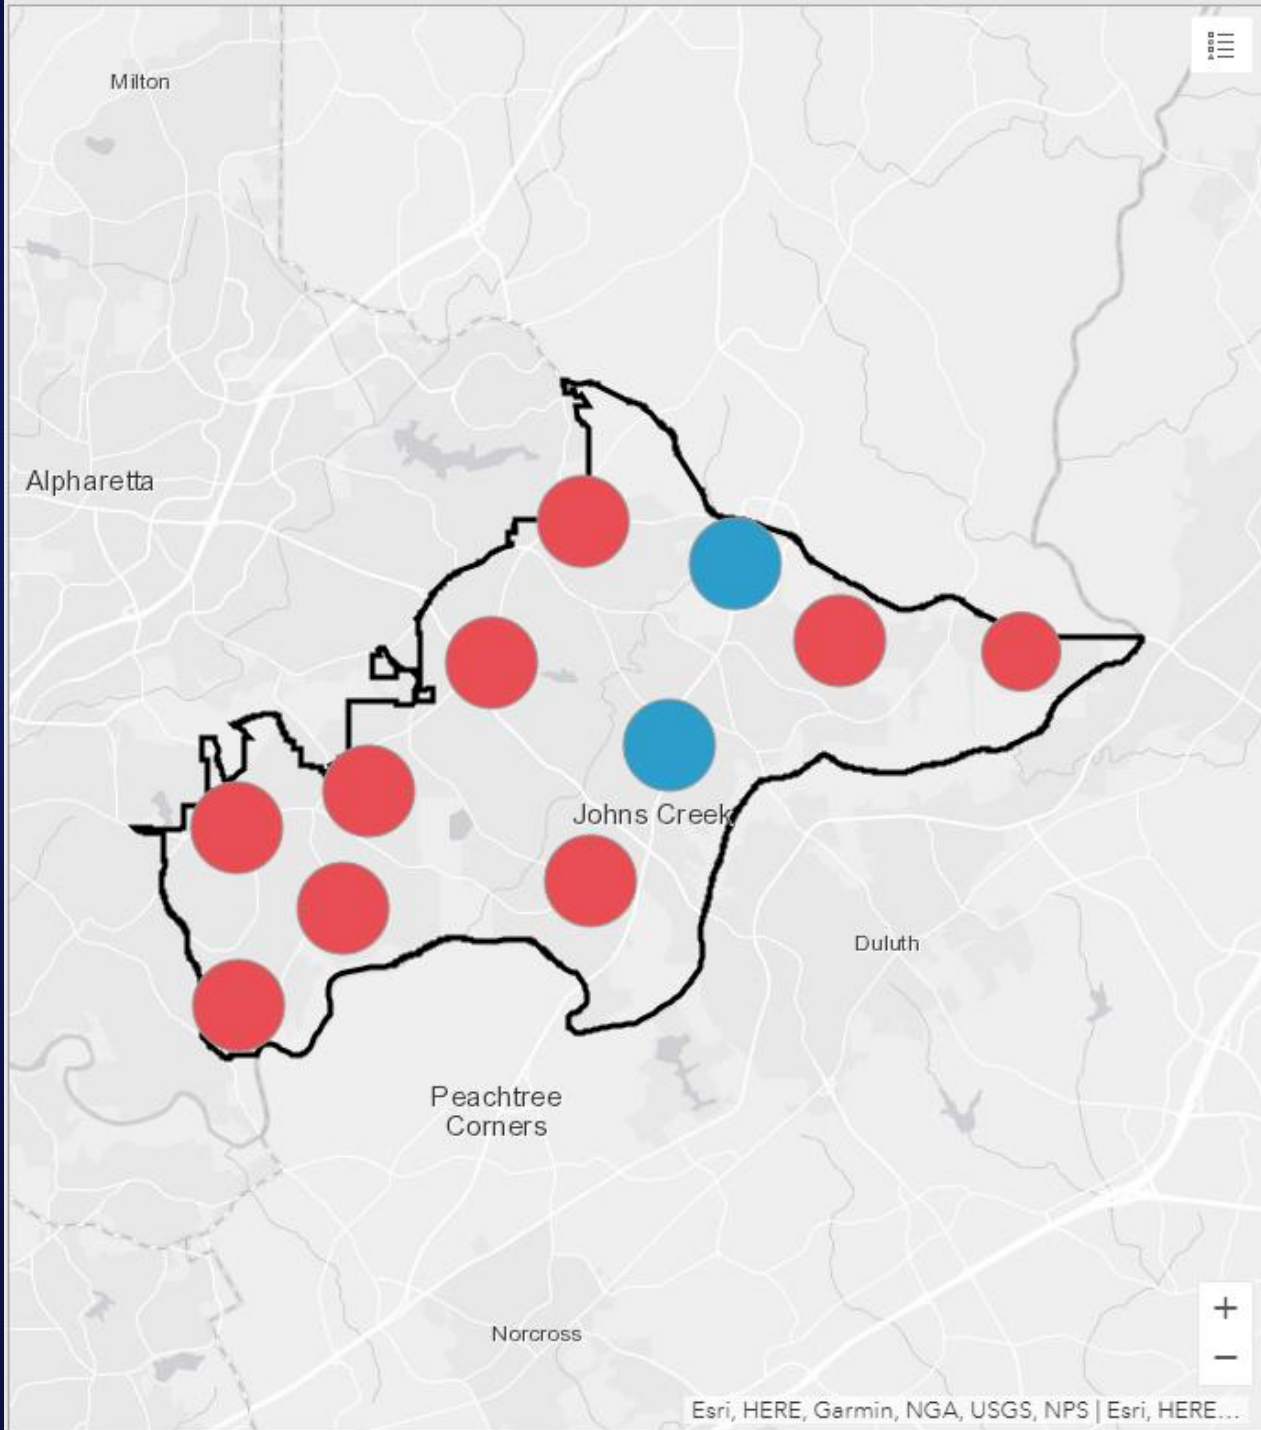 Milton
Alpharetta
Johns Creek
Duluth
Peachtree
Corners
Norcross
+
−
Esri, HERE, Garmin, NGA, USGS, NPS | Esri, HERE...